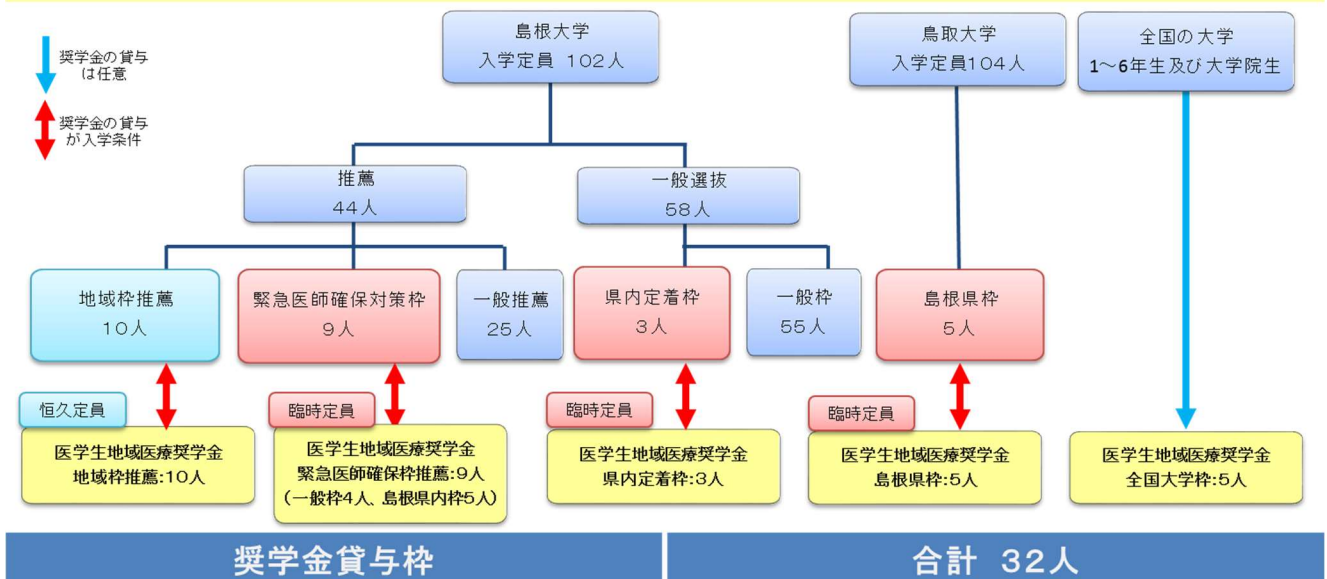 奨学金の貸与
は任意
奨学金の貸与
が入学条件
島根大学
入学定員 102人
鳥取大学
入学定員104人
全国の大学
1～6年生及び大学院生
推薦
44人
一般選抜
58人
地域枠推薦
10人
緊急医師確保対策枠
9人
一般推薦
25人
県内定着枠
3人
一般枠
55人
島根県枠
5人
恒久定員
医学生地域医療奨学金
地域枠推薦:10人
臨時定員
医学生地域医療奨学金
緊急医師確保枠推薦:9人
(一般枠4人、島根県内枠5人)
臨時定員
医学生地域医療奨学金
県内定着枠:3人
臨時定員
医学生地域医療奨学金
島根県枠:5人
医学生地域医療奨学金
全国大学枠:5人
奨学金貸与枠
合計 32人